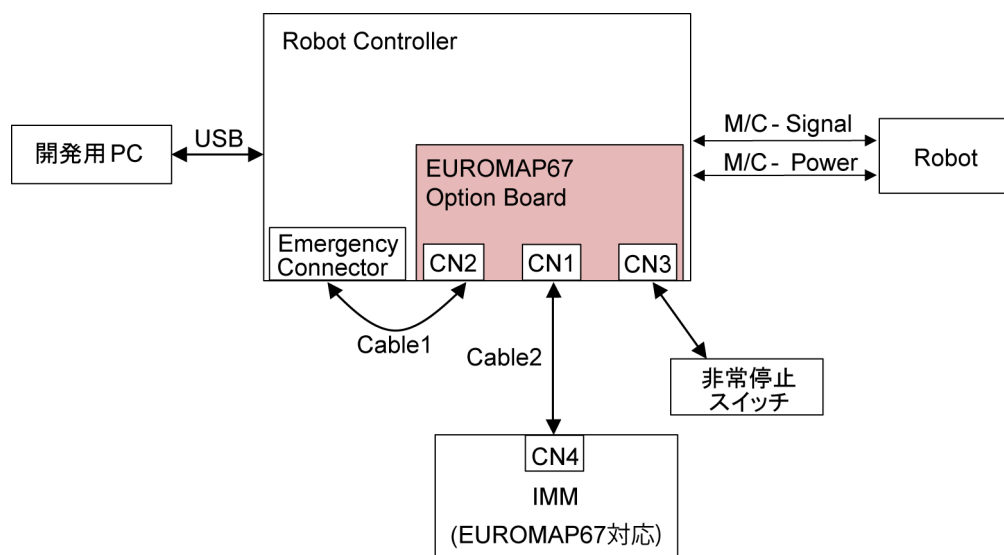 Robot Controller
開発用 PC
USB
M/C - Signal
M/C - Power
Robot
EUROMAP67
Option Board
Emergency
Connector
CN2
CN1
CN3
Cable1
Cable2
非常停止
スイッチ
CN4
IMM
(EUROMAP67対応)